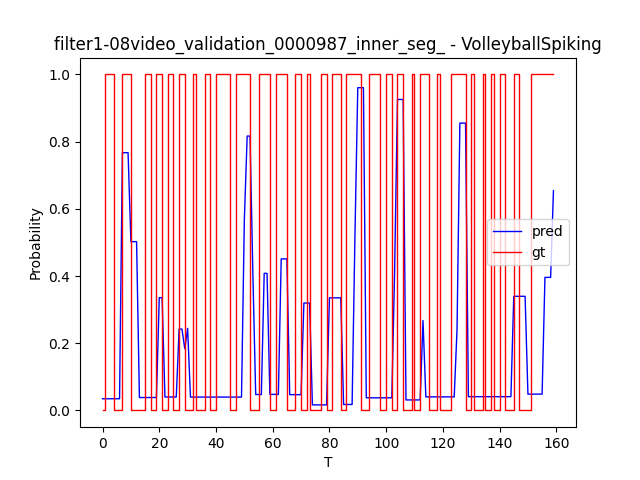 filter1-08video_validation_0000987_inner_seg_ - VolleyballSpiking
1.0
0.8
0.6
0.4
0.2
0.0
Probability
pred
gt
0 20 40 60 80 100 120 140 160
T